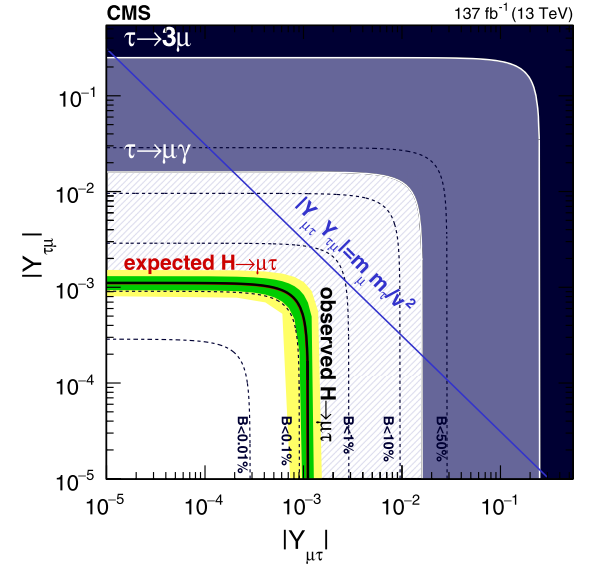 CMS 137 fb⁻¹ (13 TeV)
τ→3μ
τ→μγ
|Y_μτ Y_τμ|=m_μ m_τ/v²
expected H→μτ
observed H→μτ
B<0.01%
B<0.1%
B<1%
B<10%
B<50%
|Y_τμ|
10⁻¹
10⁻²
10⁻³
10⁻⁴
10⁻⁵
10⁻⁵ 10⁻⁴ 10⁻³ 10⁻² 10⁻¹
|Y_μτ|